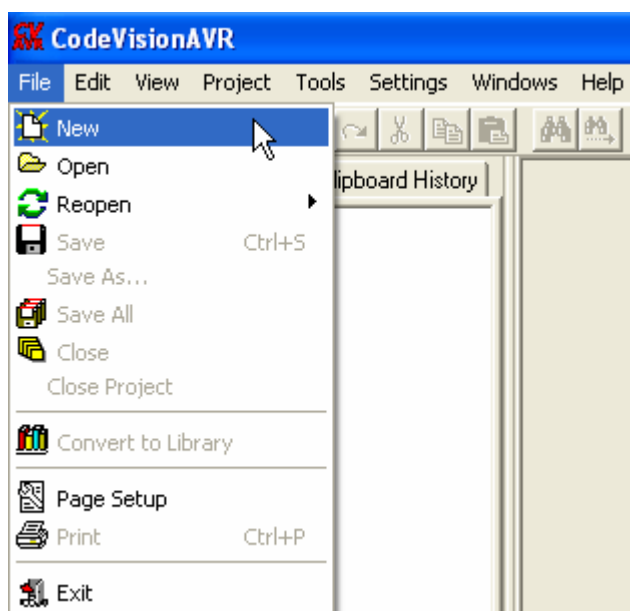 CodeVisionAVR
File Edit View Project Tools Settings Windows Help
New
Open
lipboard History
Reopen
Save Ctrl+S
Save As...
Save All
Close
Close Project
Convert to Library
Page Setup
Print Ctrl+P
Exit